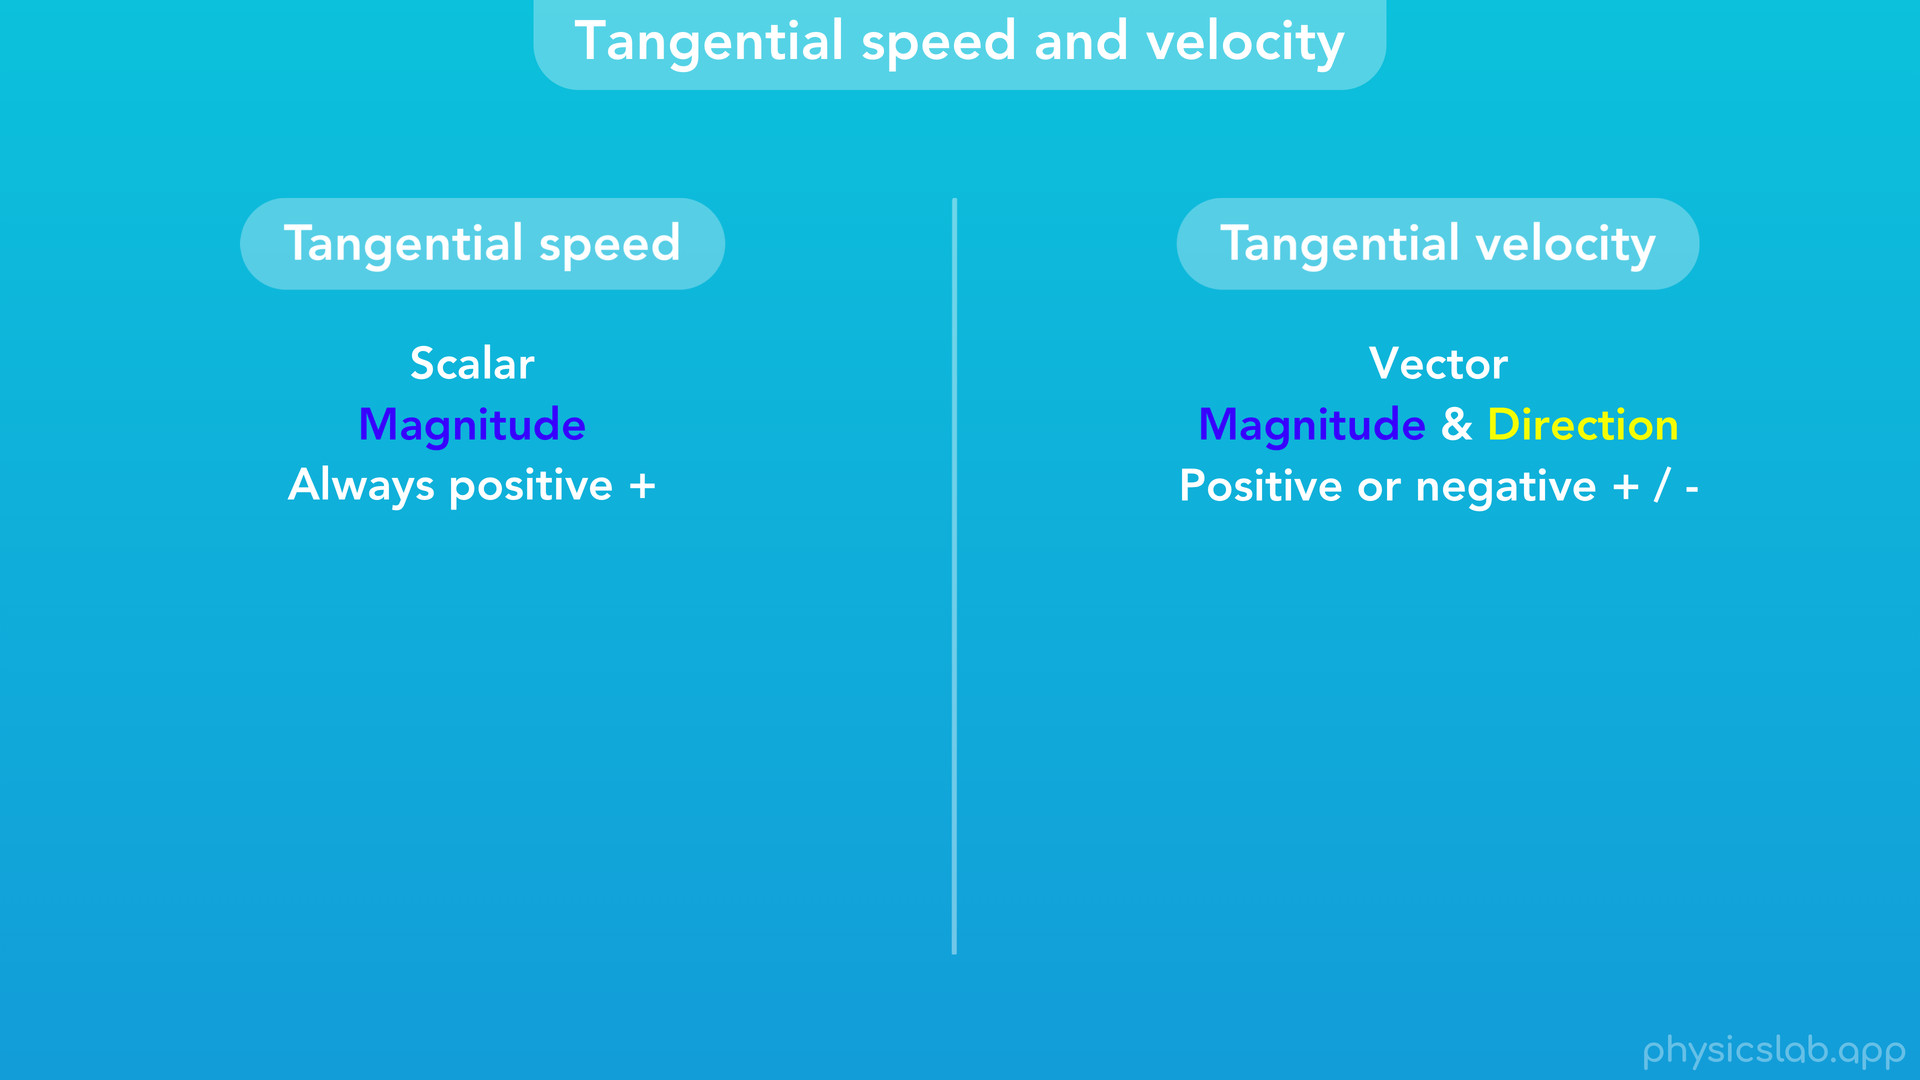 Tangential speed and velocity
Tangential speed
Scalar
Magnitude
Always positive +
Tangential velocity
Vector
Magnitude & Direction
Positive or negative + / -
physicslab.app